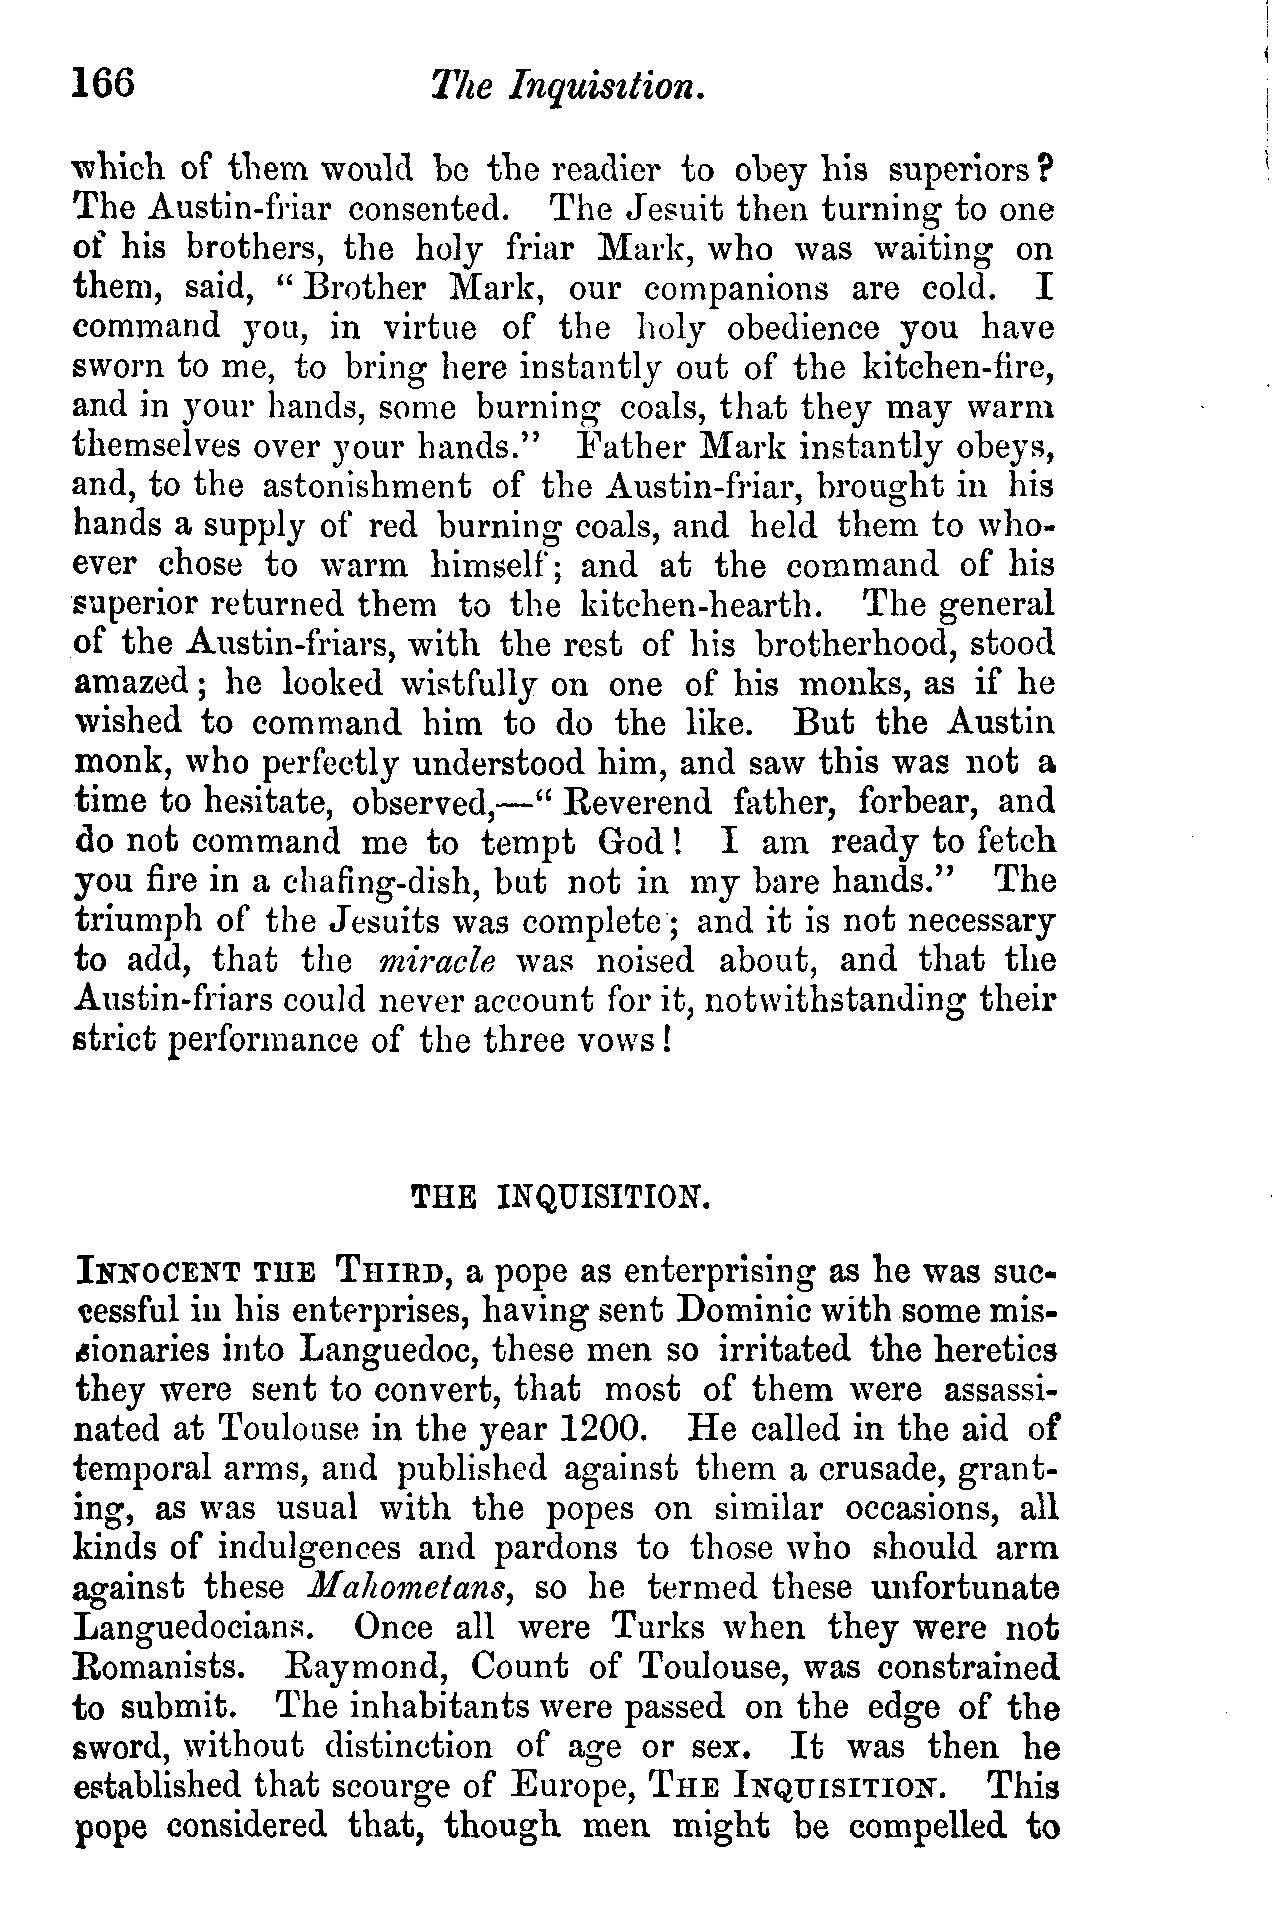 166 The Inquisition.
which of them would be the readier to obey his superiors?
The Austin-friar consented. The Jesuit then turning to one
of his brothers, the holy friar Mark, who was waiting on
them, said, “Brother Mark, our companions are cold. I
command you, in virtue of the holy obedience you have
sworn to me, to bring here instantly out of the kitchen-fire,
and in your hands, some burning coals, that they may warm
themselves over your hands.” Father Mark instantly obeys,
and, to the astonishment of the Austin-friar, brought in his
hands a supply of red burning coals, and held them to who-
ever chose to warm himself; and at the command of his
superior returned them to the kitchen-hearth. The general
of the Austin-friars, with the rest of his brotherhood, stood
amazed; he looked wistfully on one of his monks, as if he
wished to command him to do the like. But the Austin
monk, who perfectly understood him, and saw this was not a
time to hesitate, observed,—“Reverend father, forbear, and
do not command me to tempt God! I am ready to fetch
you fire in a chafing-dish, but not in my bare hands.” The
triumph of the Jesuits was complete; and it is not necessary
to add, that the miracle was noised about, and that the
Austin-friars could never account for it, notwithstanding their
strict performance of the three vows!
THE INQUISITION.
INNOCENT THE THIRD, a pope as enterprising as he was suc-
cessful in his enterprises, having sent Dominic with some mis-
sionaries into Languedoc, these men so irritated the heretics
they were sent to convert, that most of them were assassi-
nated at Toulouse in the year 1200. He called in the aid of
temporal arms, and published against them a crusade, grant-
ing, as was usual with the popes on similar occasions, all
kinds of indulgences and pardons to those who should arm
against these Mahometans, so he termed these unfortunate
Languedocians. Once all were Turks when they were not
Romanists. Raymond, Count of Toulouse, was constrained
to submit. The inhabitants were passed on the edge of the
sword, without distinction of age or sex. It was then he
established that scourge of Europe, THE INQUISITION. This
pope considered that, though men might be compelled to